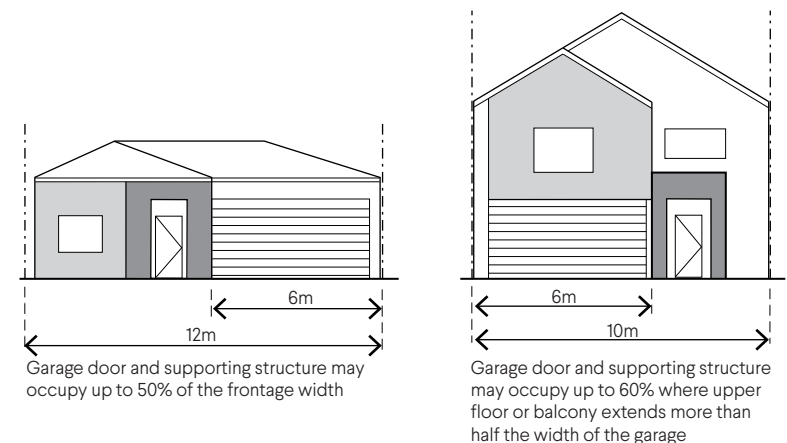 6m
12m
Garage door and supporting structure may
occupy up to 50% of the frontage width
6m
10m
Garage door and supporting structure
may occupy up to 60% where upper
floor or balcony extends more than
half the width of the garage